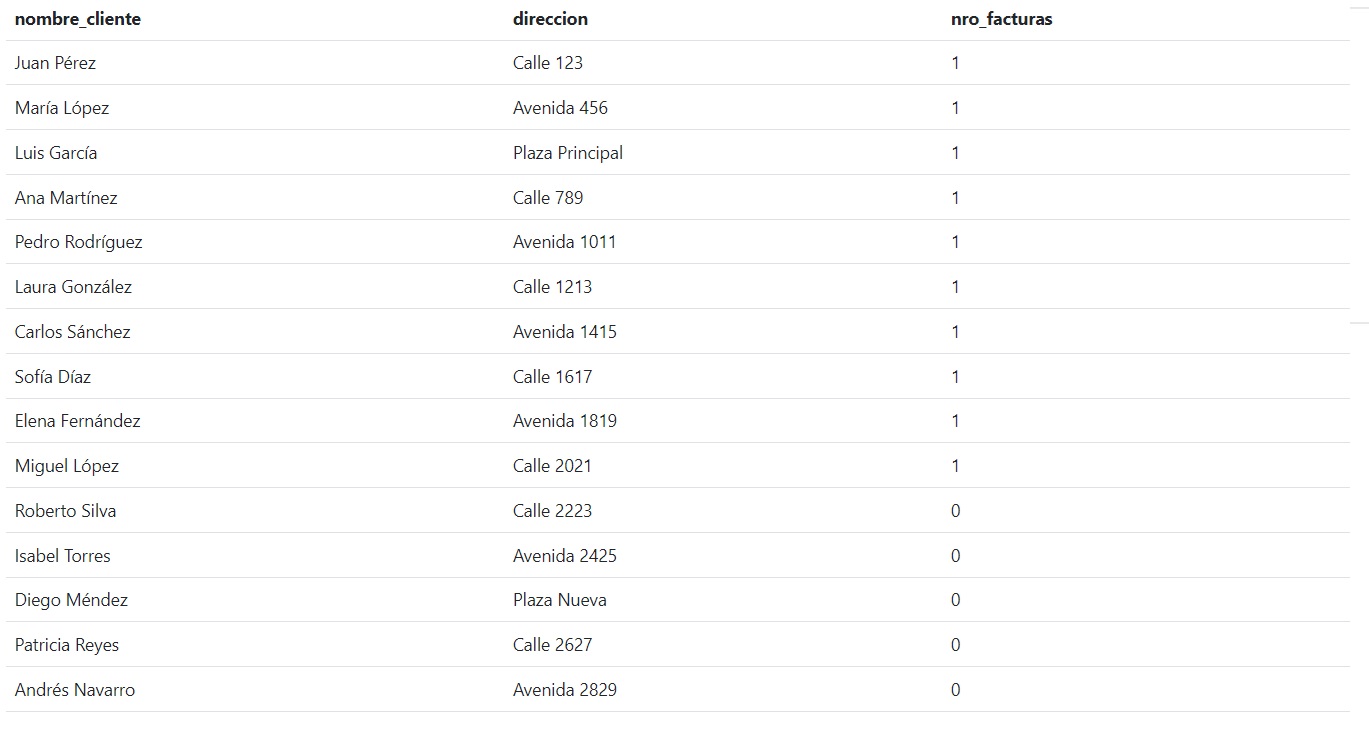 nombre_cliente direccion nro_facturas
Juan Pérez Calle 123 1
María López Avenida 456 1
Luis García Plaza Principal 1
Ana Martínez Calle 789 1
Pedro Rodríguez Avenida 1011 1
Laura González Calle 1213 1
Carlos Sánchez Avenida 1415 1
Sofía Díaz Calle 1617 1
Elena Fernández Avenida 1819 1
Miguel López Calle 2021 1
Roberto Silva Calle 2223 0
Isabel Torres Avenida 2425 0
Diego Méndez Plaza Nueva 0
Patricia Reyes Calle 2627 0
Andrés Navarro Avenida 2829 0